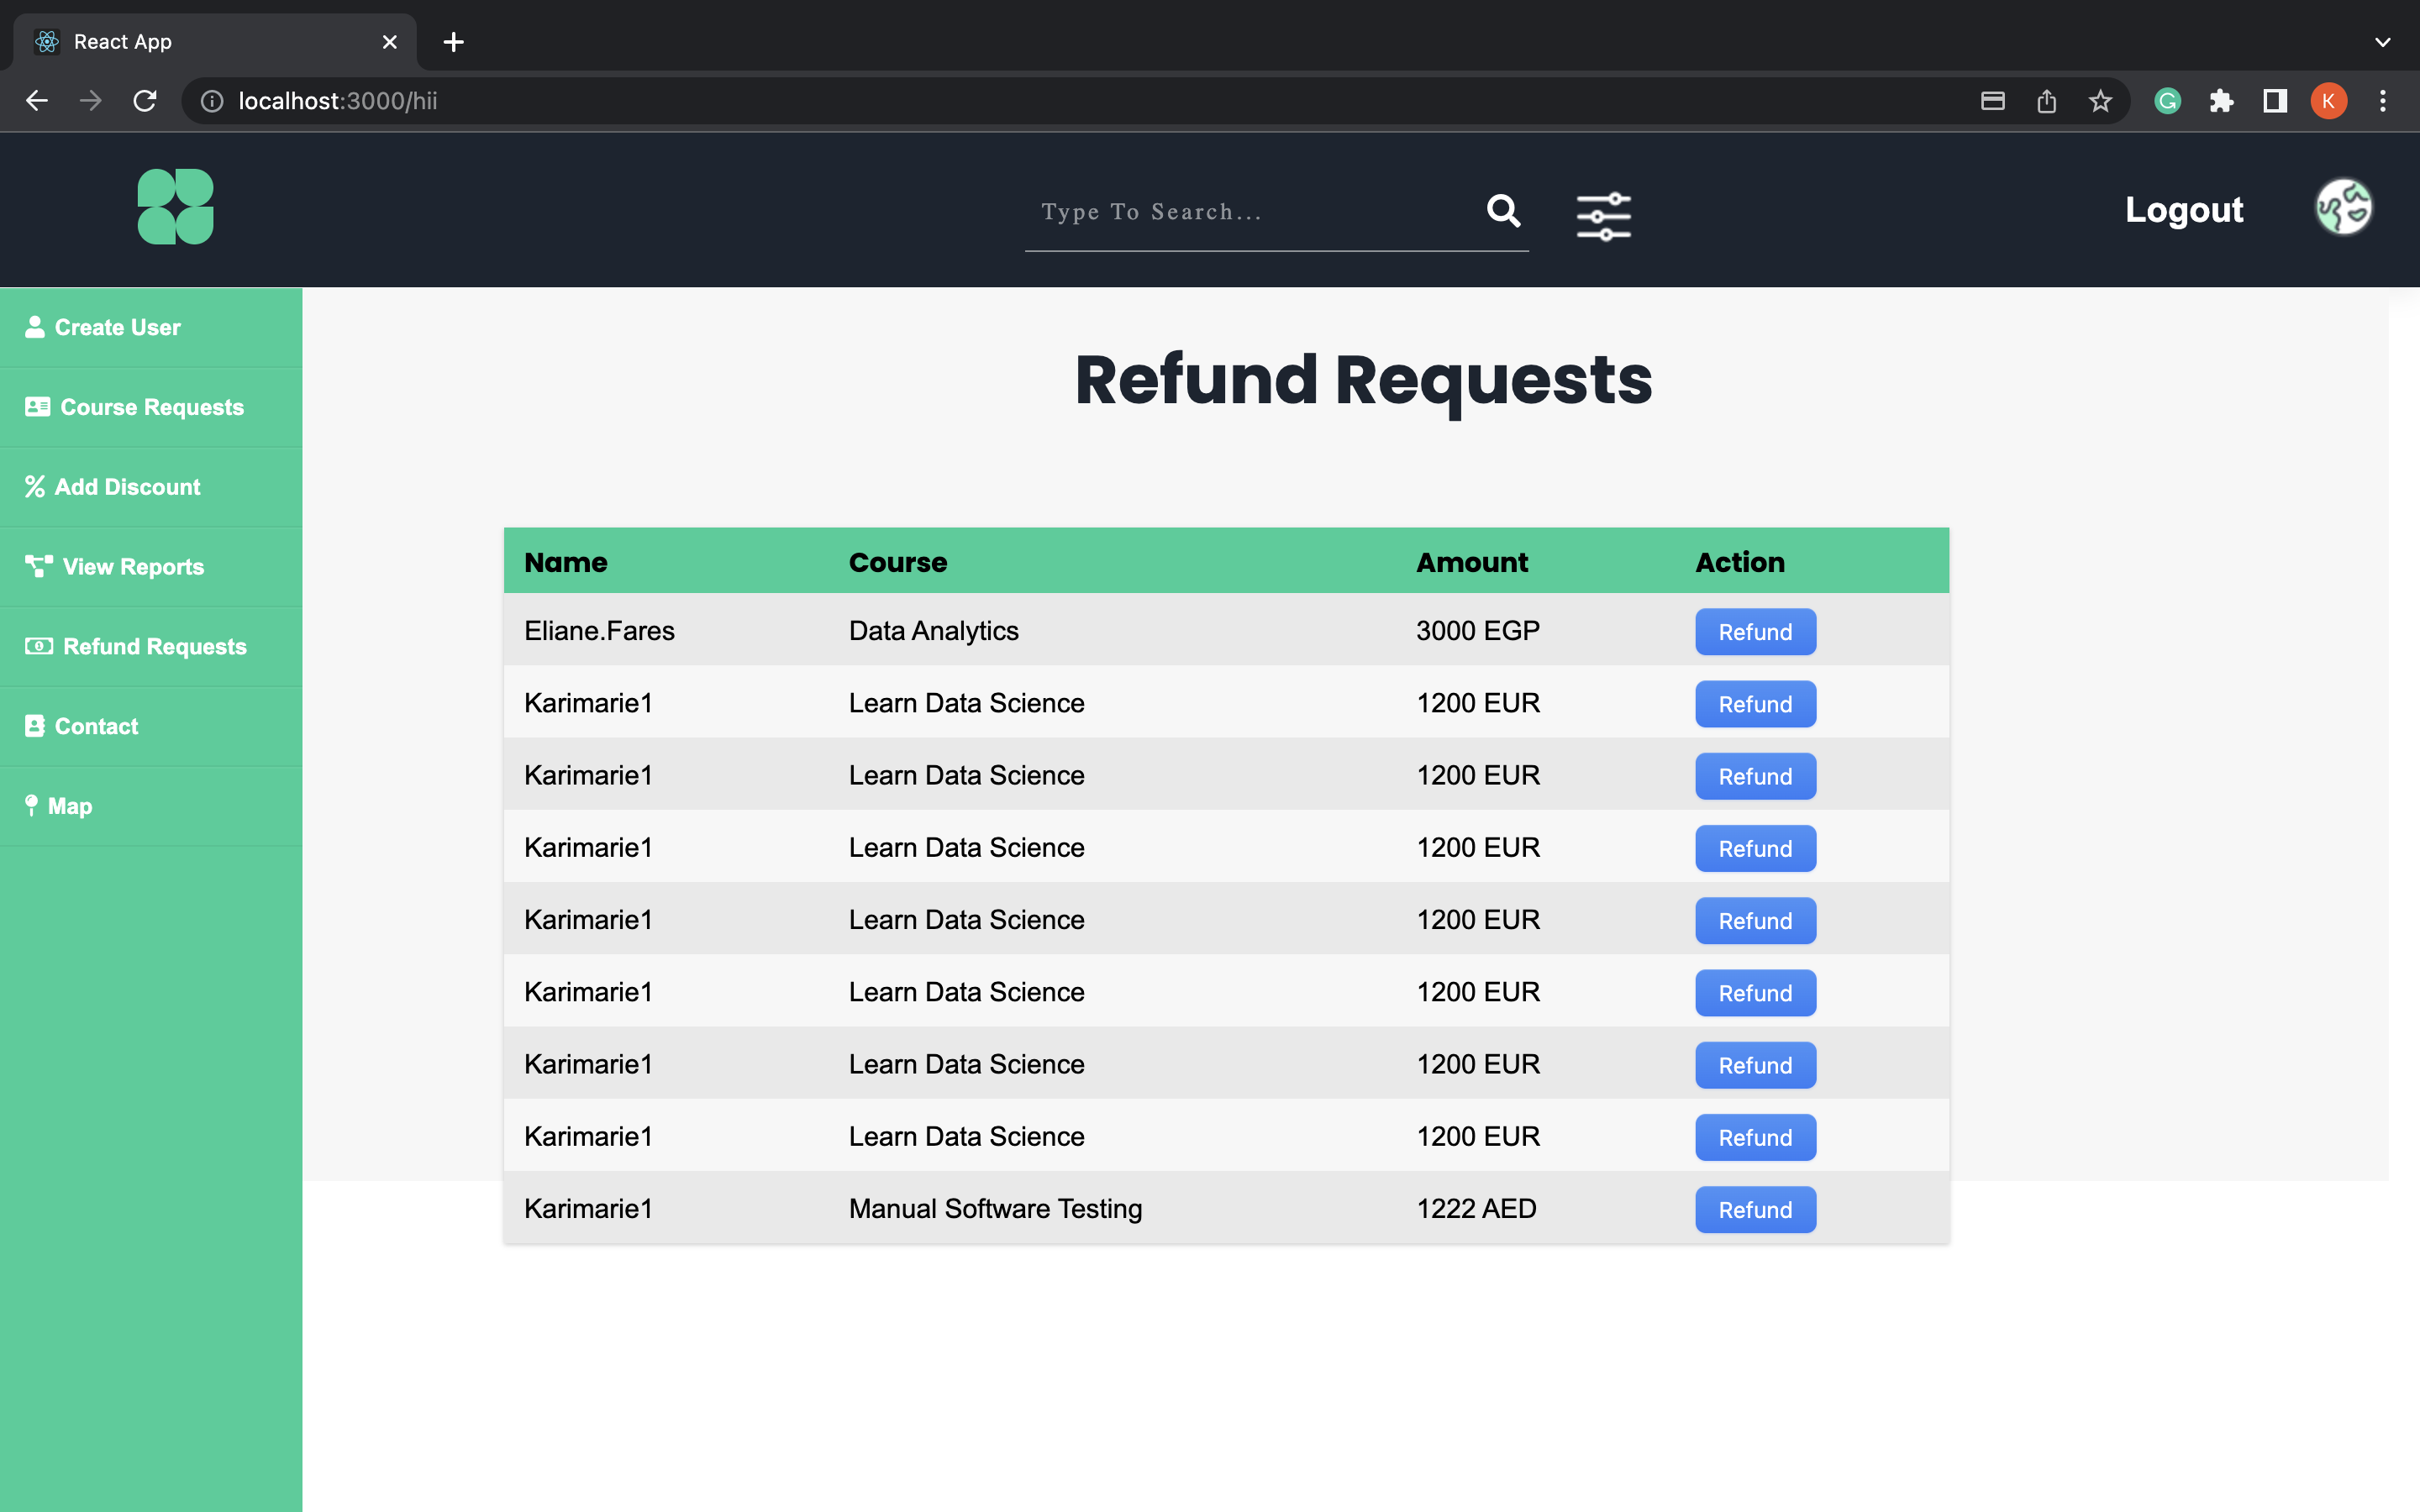 React App
localhost:3000/hii
G
K
Type To Search...
Logout
Create User
Course Requests
Add Discount
View Reports
Refund Requests
Contact
Map
Refund Requests
Name Course Amount Action
Eliane.Fares Data Analytics 3000 EGP Refund
Karimarie1 Learn Data Science 1200 EUR Refund
Karimarie1 Learn Data Science 1200 EUR Refund
Karimarie1 Learn Data Science 1200 EUR Refund
Karimarie1 Learn Data Science 1200 EUR Refund
Karimarie1 Learn Data Science 1200 EUR Refund
Karimarie1 Learn Data Science 1200 EUR Refund
Karimarie1 Learn Data Science 1200 EUR Refund
Karimarie1 Manual Software Testing 1222 AED Refund